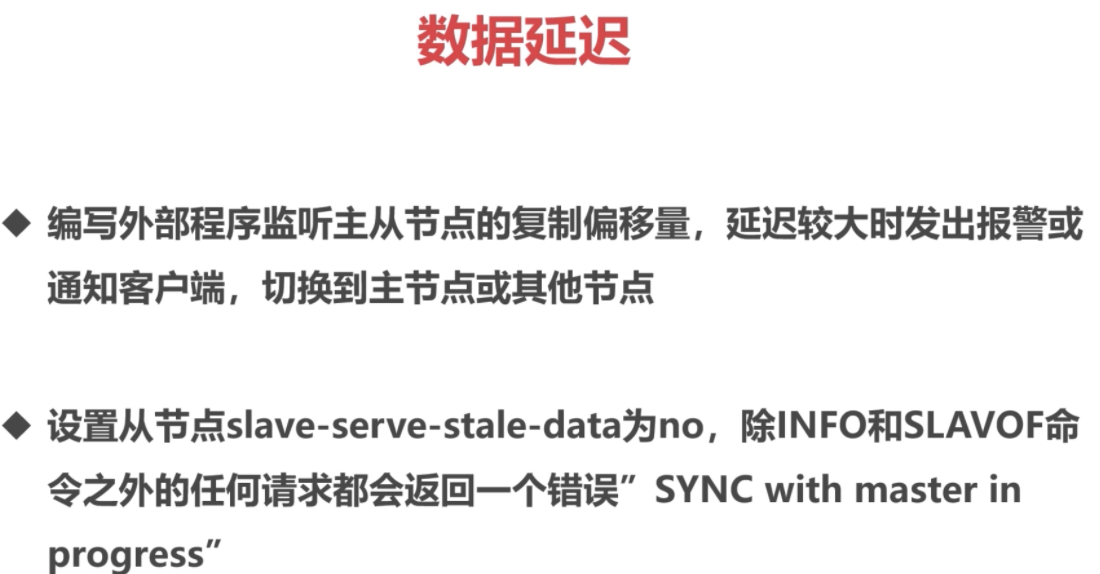 数据延迟
◆ 编写外部程序监听主从节点的复制偏移量，延迟较大时发出报警或
通知客户端，切换到主节点或其他节点
◆ 设置从节点slave-serve-stale-data为no，除INFO和SLAVOF命
令之外的任何请求都会返回一个错误”SYNC with master in
progress”